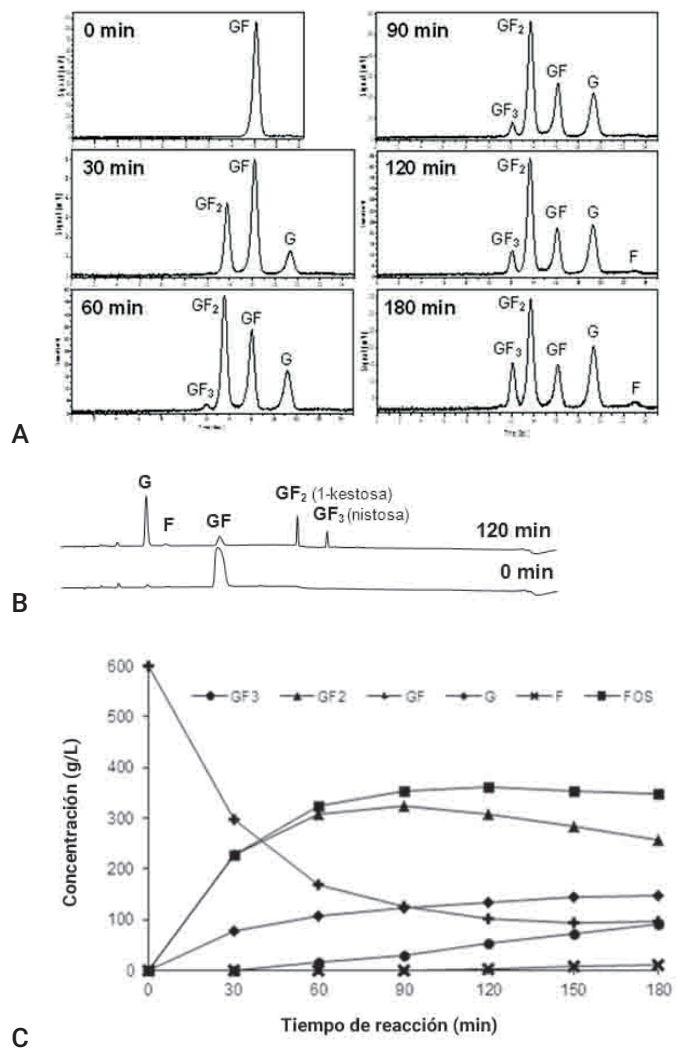 0 min
GF
30 min
GF₂
GF
G
60 min
GF₂
GF
G
GF₃
90 min
GF₂
GF
G
GF₃
120 min
GF₂
GF
G
GF₃
F
180 min
GF₂
GF₃
GF
G
F
A
G
F
GF
GF₂ (1-kestosa)
GF₃ (nistosa)
120 min
0 min
B
600
500
400
300
200
100
0
GF3 GF2 GF G F FOS
Concentración (g/L)
0 30 60 90 120 150 180
Tiempo de reacción (min)
C